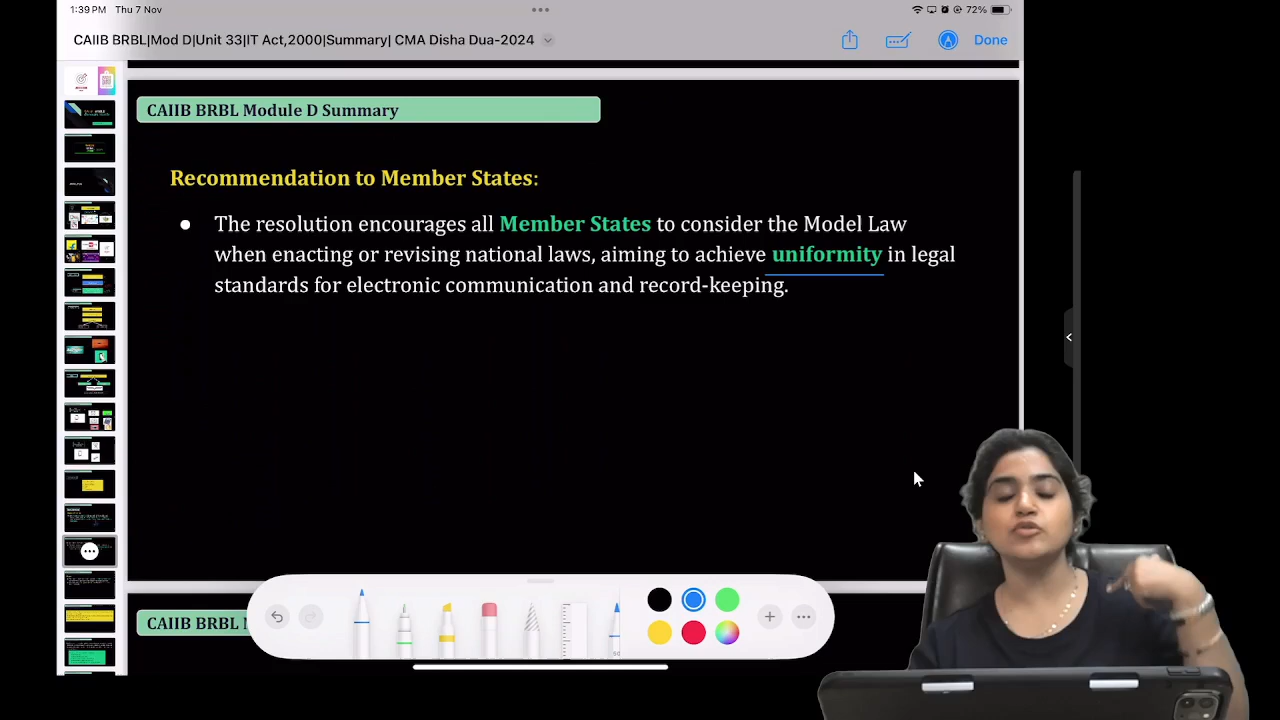 1:39 PM Thu 7 Nov
72%
CAIIB BRBL|Mod D|Unit 33|IT Act,2000|Summary| CMA Disha Dua-2024
Done
CAIIB BRBL Module D Summary
Recommendation to Member States:
The resolution encourages all Member States to consider the Model Law
when enacting or revising national laws, aiming to achieve uniformity in legal
standards for electronic communication and record-keeping.
CAIIB BRBL